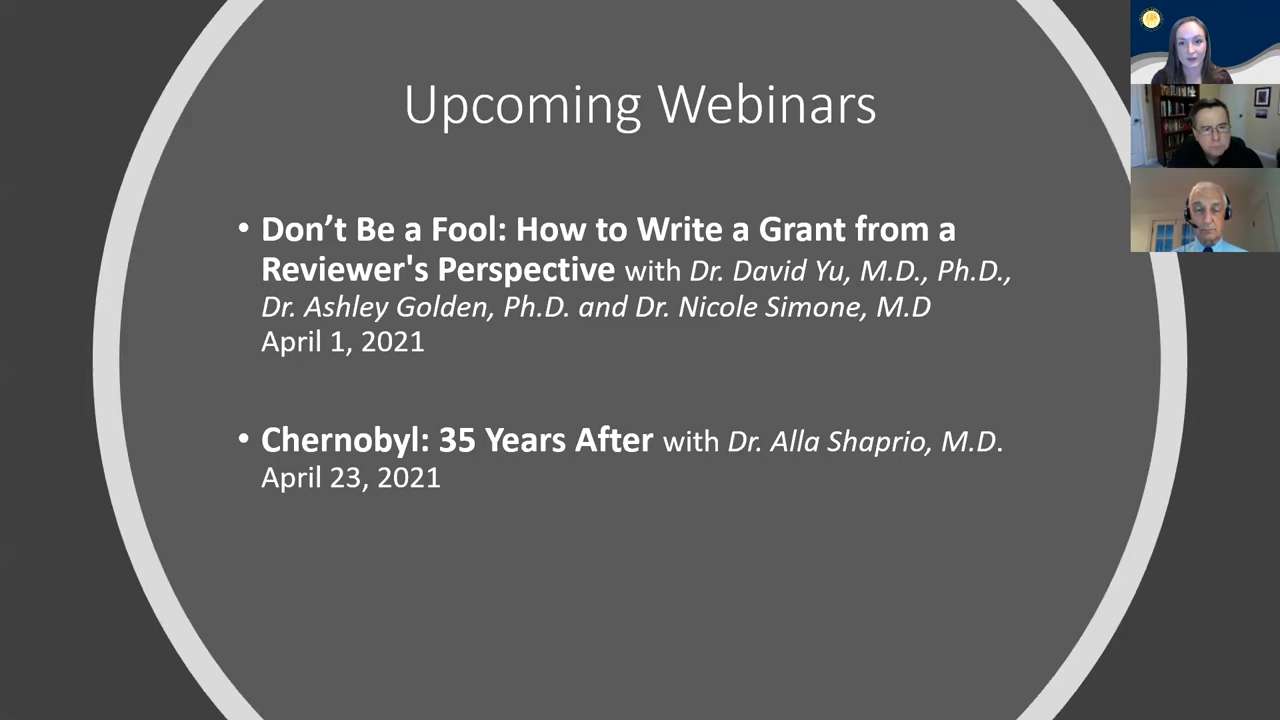 Upcoming Webinars
• Don’t Be a Fool: How to Write a Grant from a
Reviewer's Perspective with Dr. David Yu, M.D., Ph.D.,
Dr. Ashley Golden, Ph.D. and Dr. Nicole Simone, M.D
April 1, 2021
• Chernobyl: 35 Years After with Dr. Alla Shaprio, M.D.
April 23, 2021